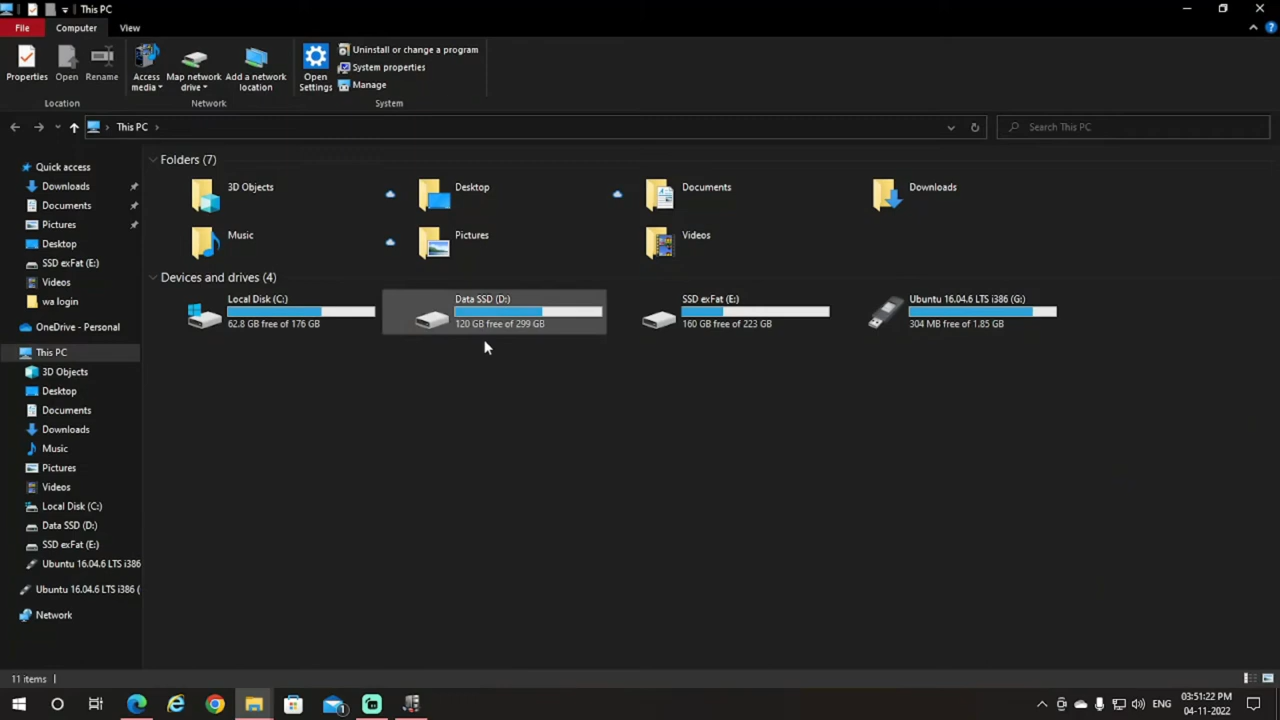 This PC
File
Computer
View
Properties
Open
Rename
Access media
Map network drive
Add a network location
Open Settings
Uninstall or change a program
System properties
Manage
Location
Network
System
This PC
Search This PC
Quick access
Downloads
Documents
Pictures
Desktop
SSD exFat (E:)
Videos
wa login
OneDrive - Personal
This PC
3D Objects
Desktop
Documents
Downloads
Music
Pictures
Videos
Local Disk (C:)
Data SSD (D:)
SSD exFat (E:)
Ubuntu 16.04.6 LTS i386
Ubuntu 16.04.6 LTS i386 (
Network
Folders (7)
3D Objects
Desktop
Documents
Downloads
Music
Pictures
Videos
Devices and drives (4)
Local Disk (C:)
62.8 GB free of 176 GB
Data SSD (D:)
120 GB free of 299 GB
SSD exFat (E:)
160 GB free of 223 GB
Ubuntu 16.04.6 LTS i386 (G:)
304 MB free of 1.85 GB
11 items
ENG
03:51:22 PM
04-11-2022